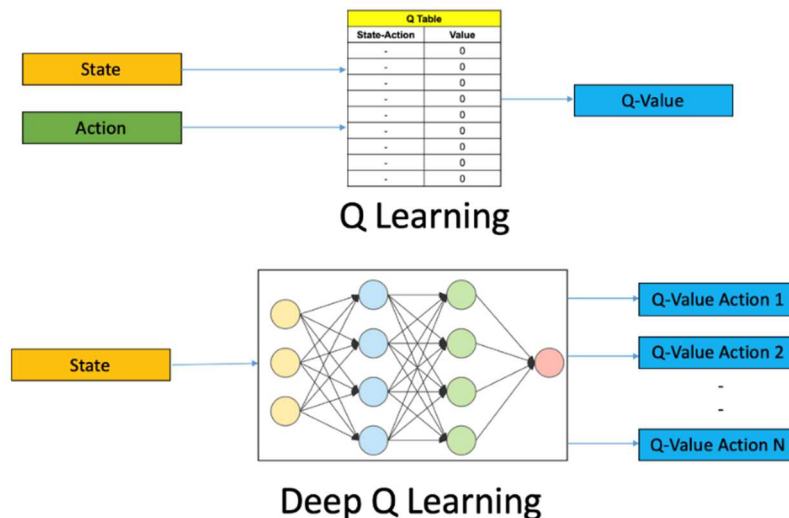 Q Table
State-Action Value
- 0
- 0
- 0
- 0
- 0
- 0
- 0
- 0
- 0
State
Action
Q-Value
Q Learning
State
Q-Value Action 1
Q-Value Action 2
-
-
Q-Value Action N
Deep Q Learning